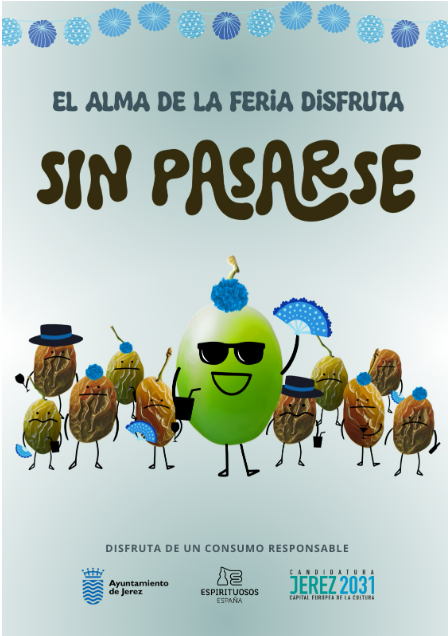 EL ALMA DE LA FERIA DISFRUTA
SIN PASARSE
DISFRUTA DE UN CONSUMO RESPONSABLE
Ayuntamiento
de Jerez
ESPIRITUOSOS
ESPAÑA
CANDIDATURA
JEREZ 2031
CAPITAL EUROPEA DE LA CULTURA